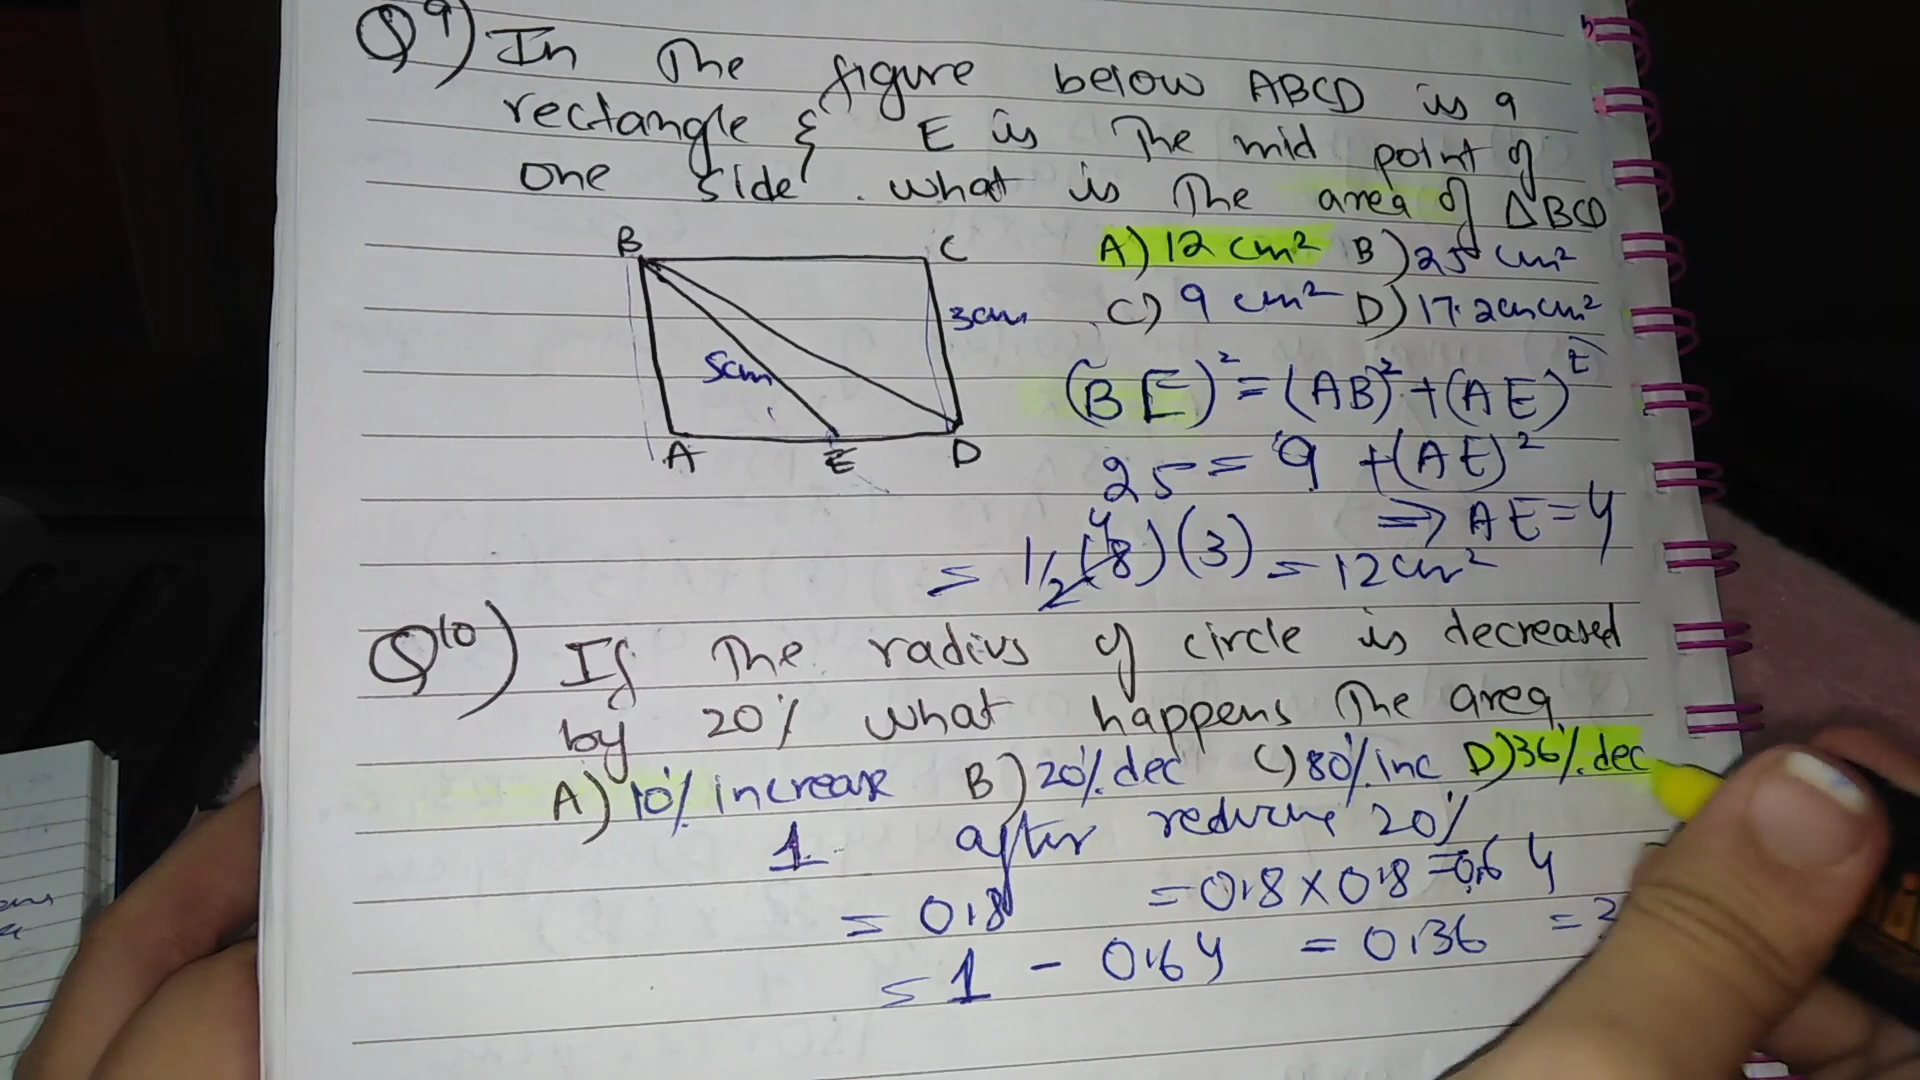 Q9) In The figure below ABCD is a
rectangle & E is The mid point of
one side. what is The area of ΔBCD
A) 12 cm² B) 25 cm²
C) 9 cm² D) 17.2cm cm²
B C
3cm
5cm
A E D
(BE)² = (AB)² + (AE)²
25 = 9 + (AE)²
=> AE = 4
= 1/2 (8) (3) = 12 cm²
4
Q10) If The radius of circle is decreased
by 20% what happens The area
A) 10% increase B) 20%.dec C) 80% inc D) 36%.dec
1 after reducing 20%
= 0.8 = 0.8 x 0.8 = 0.64
= 1 - 0.64 = 0.36 =